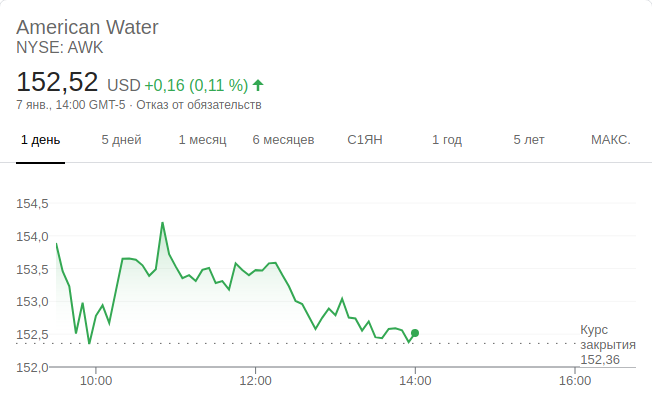 American Water
NYSE: AWK
152,52 USD +0,16 (0,11 %)
7 янв., 14:00 GMT-5 · Отказ от обязательств
1 день 5 дней 1 месяц 6 месяцев С1ЯН 1 год 5 лет МАКС.
154,5
154,0
153,5
153,0
152,5
152,0
Курс
закрытия
152,36
10:00 12:00 14:00 16:00